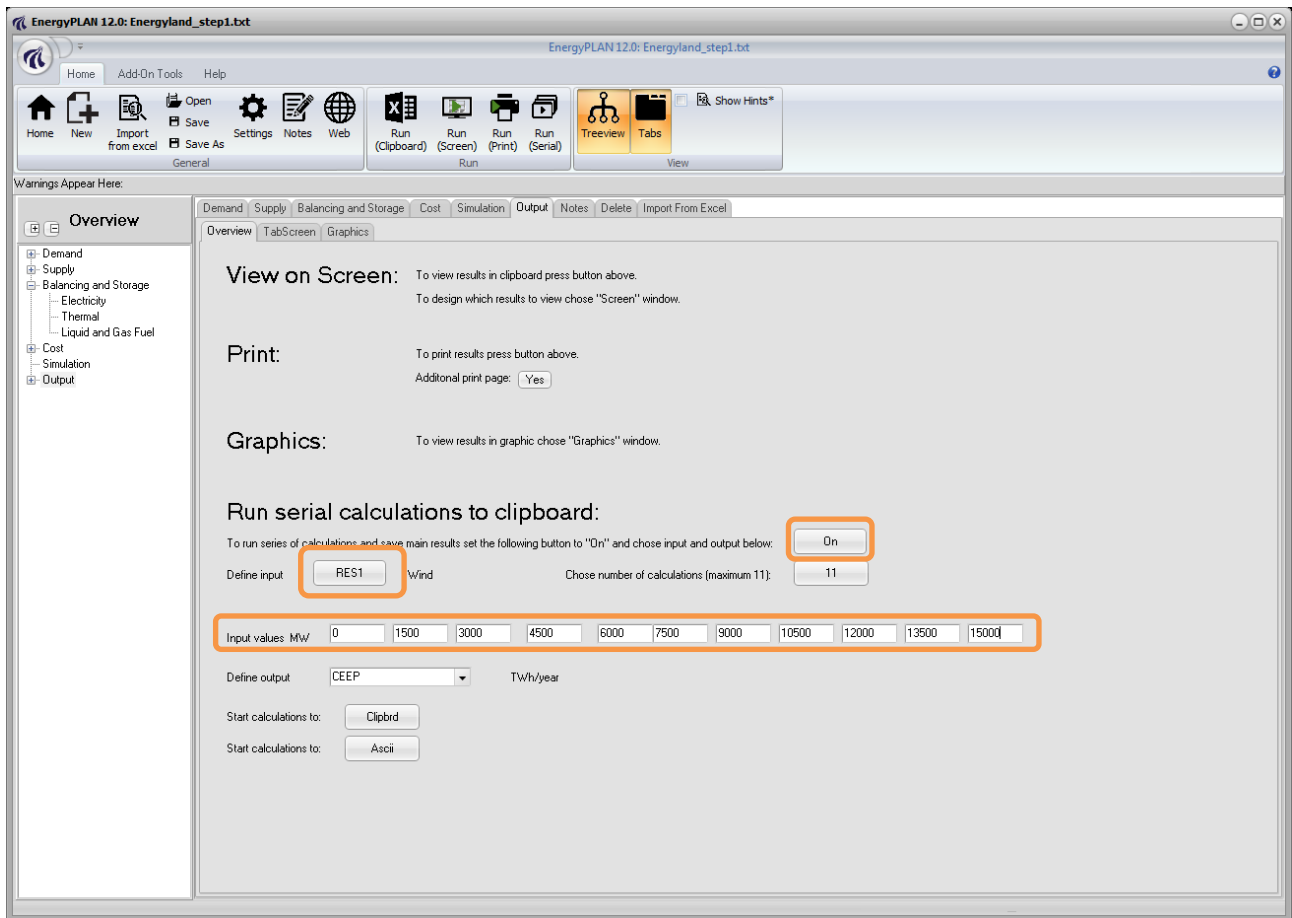 EnergyPLAN 12.0: Energyland_step1.txt
EnergyPLAN 12.0: Energyland_step1.txt
Home Add-On Tools Help
Home New Import from excel Open Save Save As Settings Notes Web Run (Clipboard) Run (Screen) Run (Print) Run (Serial) Treeview Tabs Show Hints*
General Run View
Warnings Appear Here:
Overview
Demand
Supply
Balancing and Storage
Electricity
Thermal
Liquid and Gas Fuel
Cost
Simulation
Output
Demand Supply Balancing and Storage Cost Simulation Output Notes Delete Import From Excel
Overview TabScreen Graphics
View on Screen: To view results in clipboard press button above.
To design which results to view chose "Screen" window.
Print: To print results press button above.
Additonal print page: Yes
Graphics: To view results in graphic chose "Graphics" window.
Run serial calculations to clipboard:
To run series of calculations and save main results set the following button to "On" and chose input and output below: On
Define input RES1 Wind Chose number of calculations (maximum 11): 11
Input values MW 0 1500 3000 4500 6000 7500 9000 10500 12000 13500 15000
Define output CEEP TWh/year
Start calculations to: Clipbrd
Start calculations to: Ascii